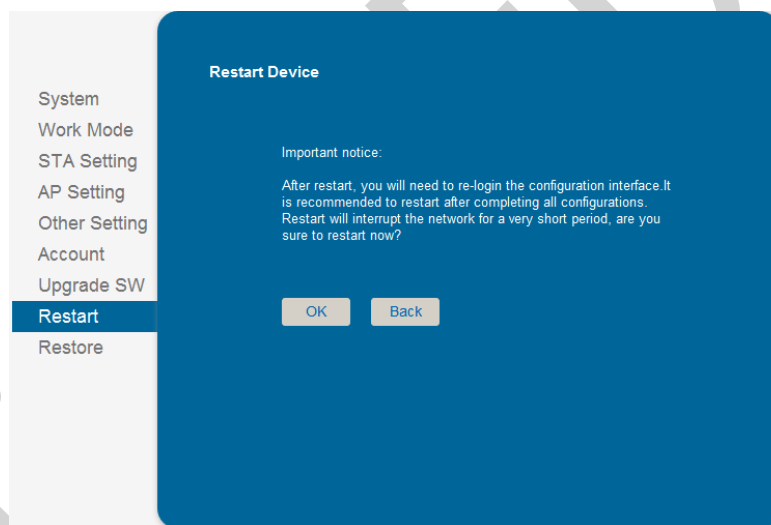 Restart Device
System
Work Mode
STA Setting
AP Setting
Other Setting
Account
Upgrade SW
Restart
Restore
Important notice:
After restart, you will need to re-login the configuration interface.It
is recommended to restart after completing all configurations.
Restart will interrupt the network for a very short period, are you
sure to restart now?
OK
Back